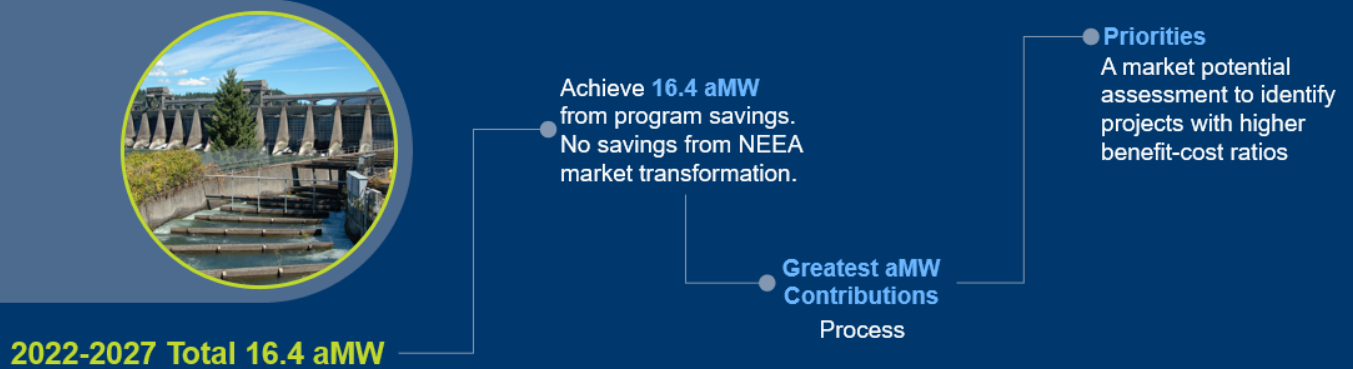 2022-2027 Total 16.4 aMW
Achieve 16.4 aMW
from program savings.
No savings from NEEA
market transformation.
Greatest aMW
Contributions
Process
Priorities
A market potential
assessment to identify
projects with higher
benefit-cost ratios